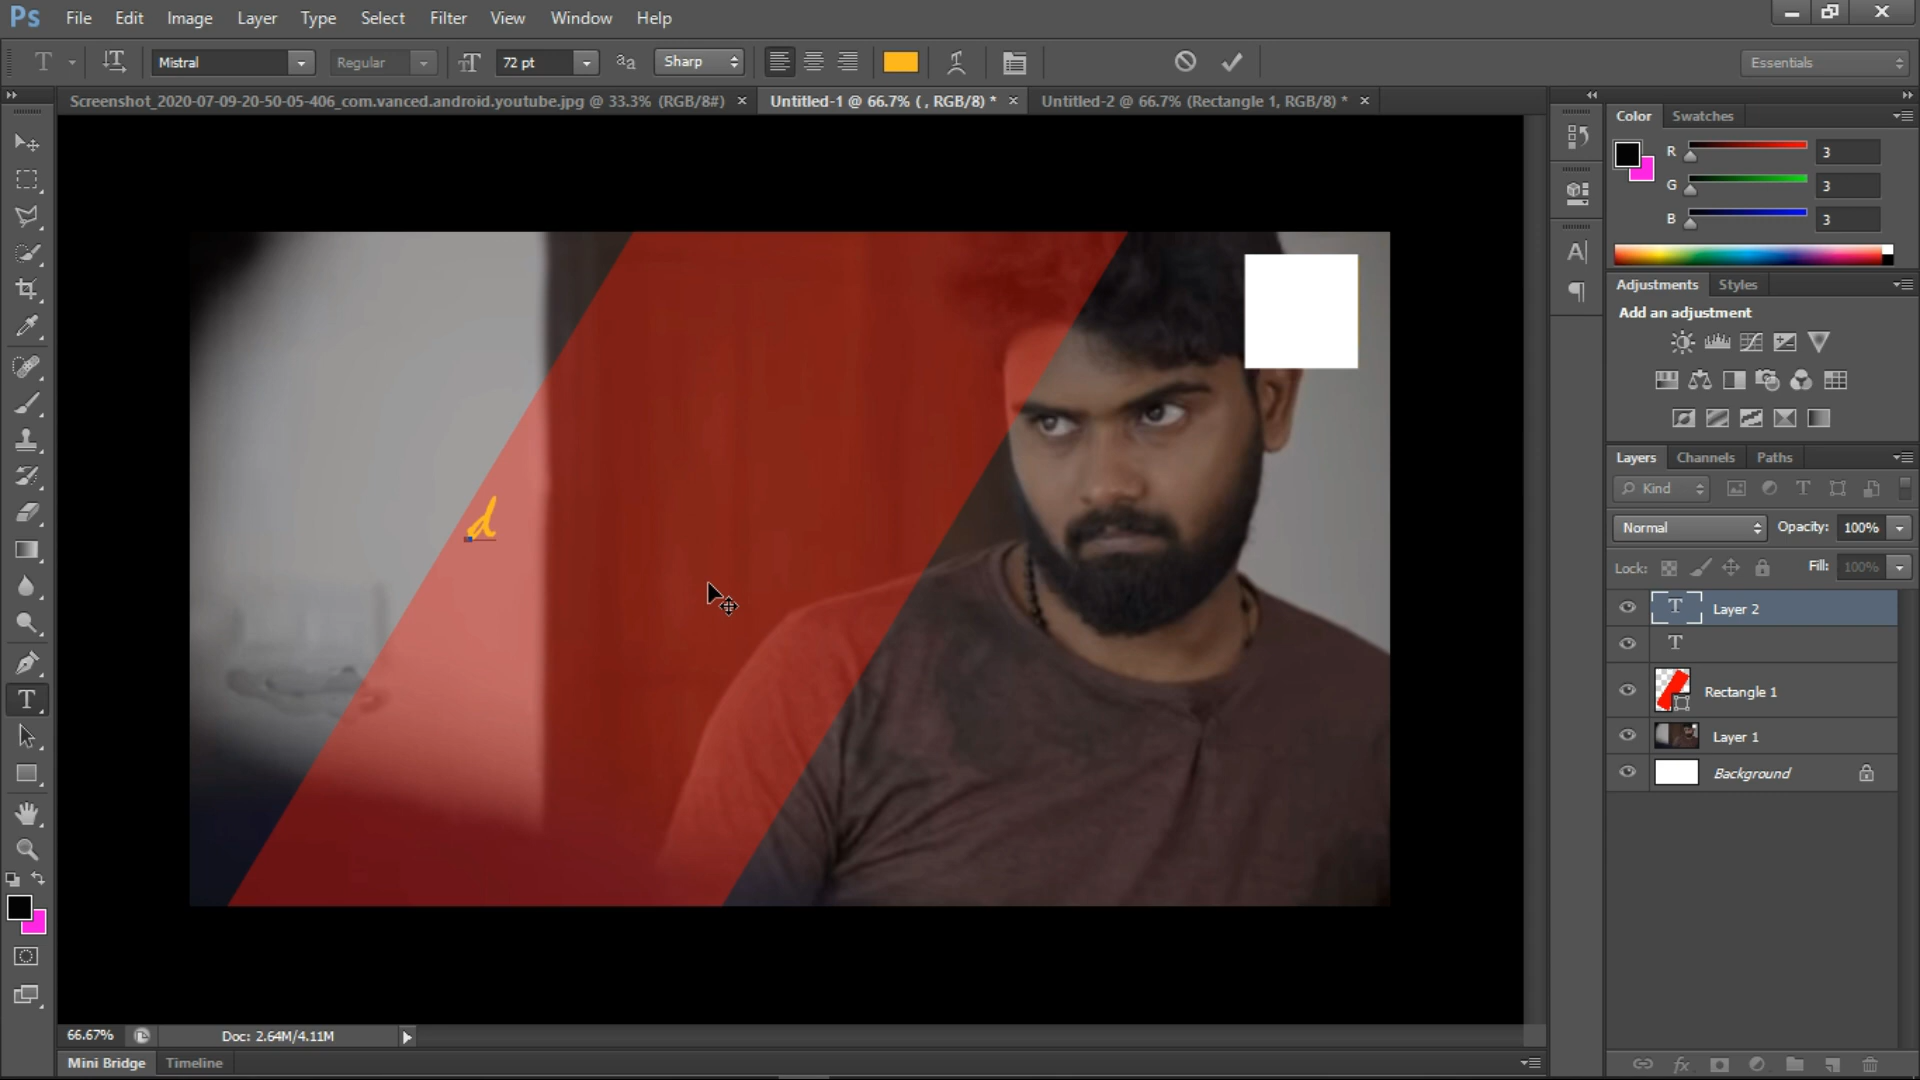 Ps File Edit Image Layer Type Select Filter View Window Help
T Mistral Regular 72 pt aa Sharp Essentials
Screenshot_2020-07-09-20-50-05-406_com.vanced.android.youtube.jpg @ 33.3% (RGB/8#) Untitled-1 @ 66.7% ( , RGB/8) * Untitled-2 @ 66.7% (Rectangle 1, RGB/8) *
Color Swatches
R 3
G 3
B 3
Adjustments Styles
Add an adjustment
Layers Channels Paths
Kind
Normal Opacity: 100%
Lock: Fill: 100%
T Layer 2
T
Rectangle 1
Layer 1
Background
d
66.67% Doc: 2.64M/4.11M
Mini Bridge Timeline
fx